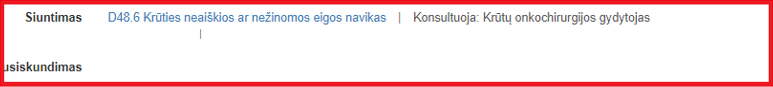 Siuntimas D48.6 Krūties neaiškios ar nežinomos eigos navikas | Konsultuoja: Krūtų onkochirurgijos gydytojas
|
usiskundimas